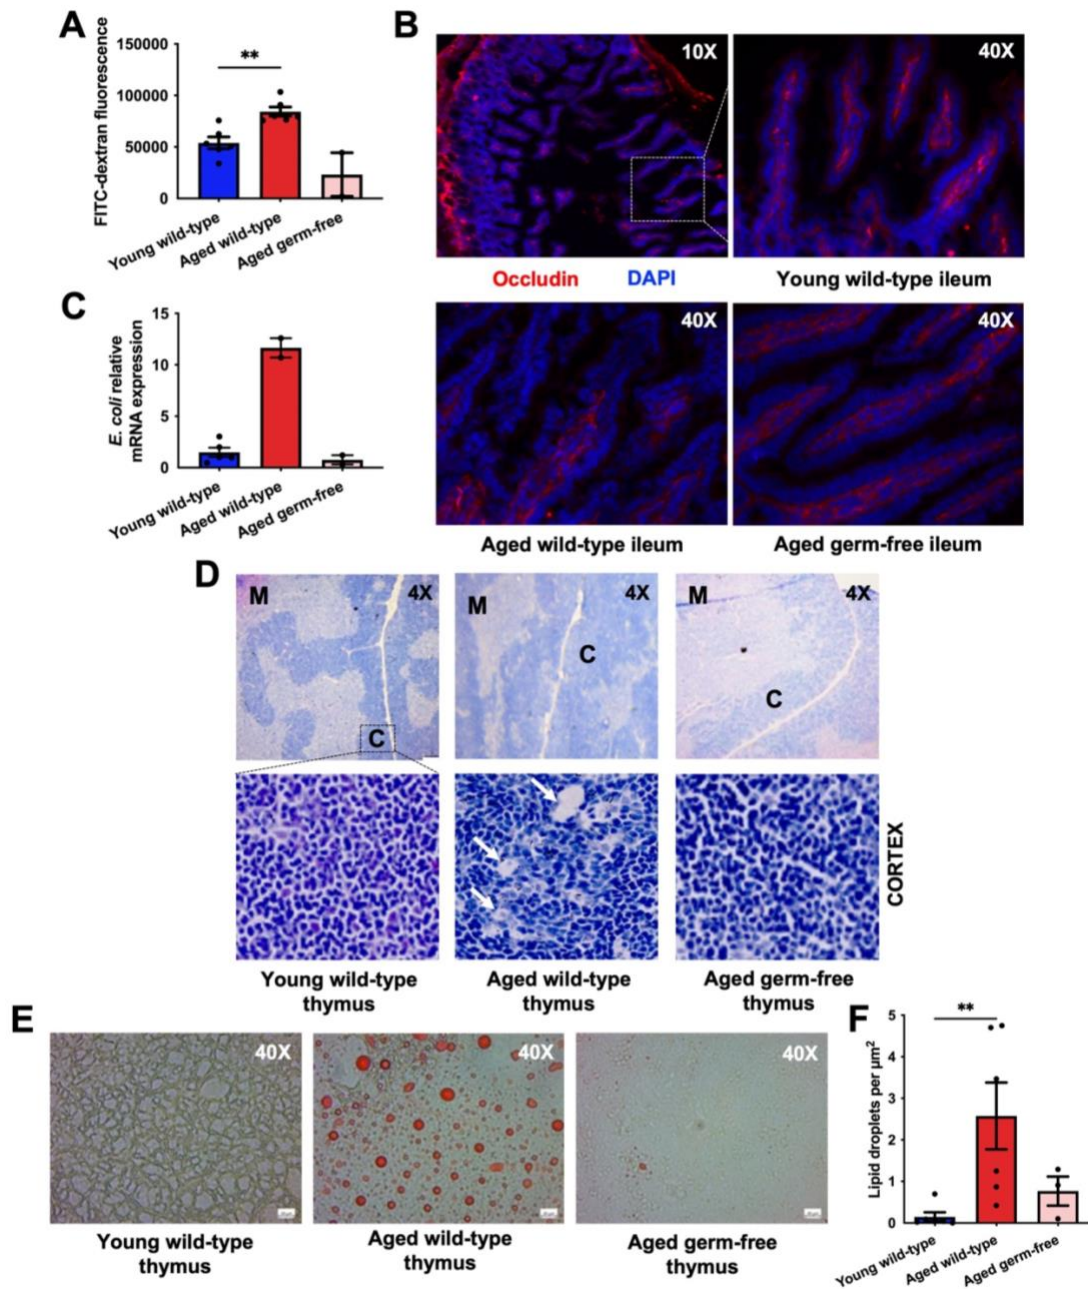 A
FITC-dextran fluorescence
150000
100000
50000
0
**
Young wild-type
Aged wild-type
Aged germ-free
B
10X
40X
Occludin
DAPI
Young wild-type ileum
40X
40X
Aged wild-type ileum
Aged germ-free ileum
C
E. coli relative
mRNA expression
15
10
5
0
Young wild-type
Aged wild-type
Aged germ-free
D
M
4X
C
M
4X
C
M
4X
C
CORTEX
Young wild-type
thymus
Aged wild-type
thymus
Aged germ-free
thymus
E
40X
40X
40X
Young wild-type
thymus
Aged wild-type
thymus
Aged germ-free
thymus
F
Lipid droplets per µm²
5
4
3
2
1
0
**
Young wild-type
Aged wild-type
Aged germ-free